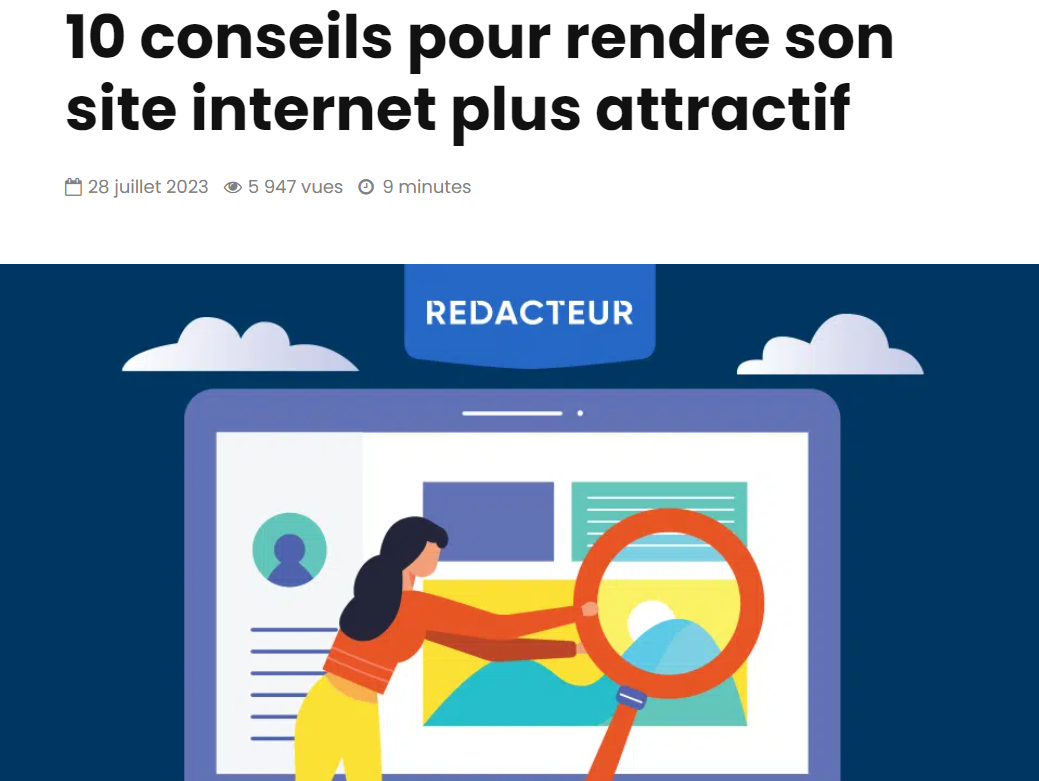 10 conseils pour rendre son
site internet plus attractif
28 juillet 2023 5 947 vues 9 minutes
REDACTEUR